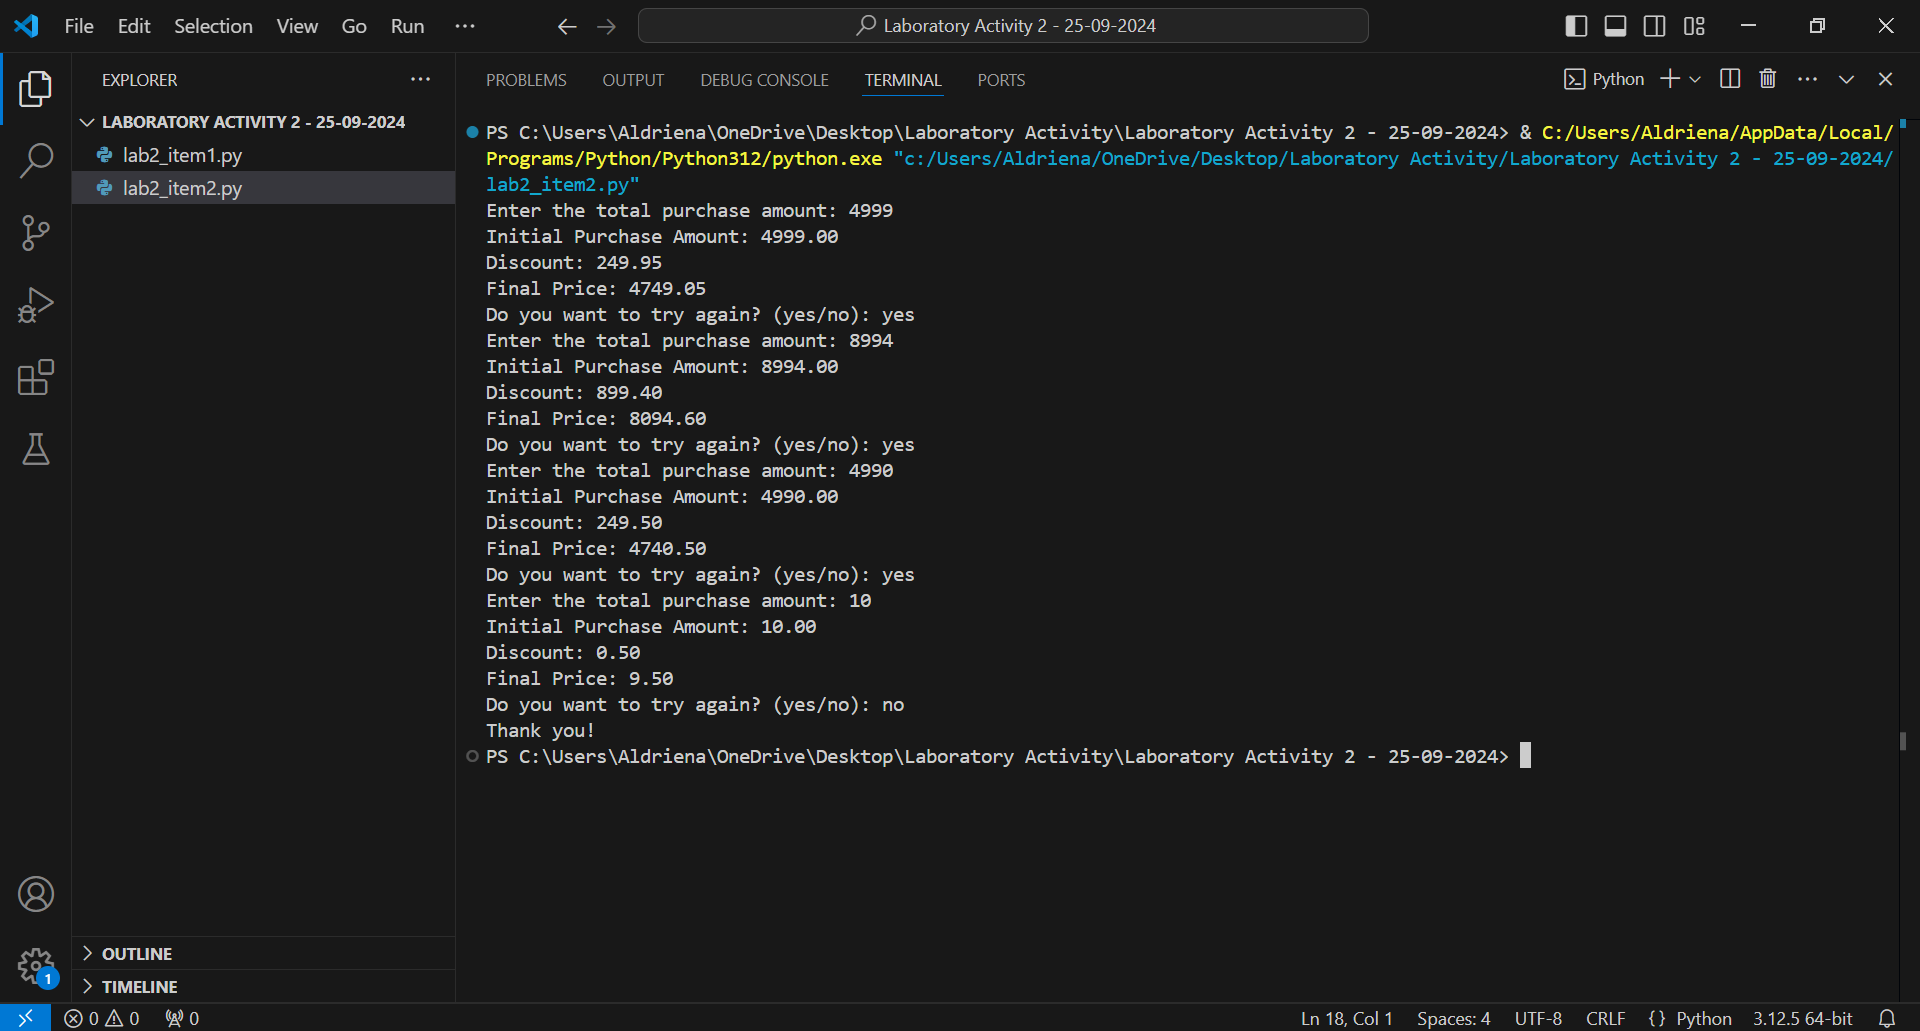 File Edit Selection View Go Run ··· Laboratory Activity 2 - 25-09-2024
EXPLORER ···
LABORATORY ACTIVITY 2 - 25-09-2024
lab2_item1.py
lab2_item2.py
OUTLINE
TIMELINE
1
PROBLEMS OUTPUT DEBUG CONSOLE TERMINAL PORTS Python ···
PS C:\Users\Aldriena\OneDrive\Desktop\Laboratory Activity\Laboratory Activity 2 - 25-09-2024> & C:/Users/Aldriena/AppData/Local/
Programs/Python/Python312/python.exe "c:/Users/Aldriena/OneDrive/Desktop/Laboratory Activity/Laboratory Activity 2 - 25-09-2024/
lab2_item2.py"
Enter the total purchase amount: 4999
Initial Purchase Amount: 4999.00
Discount: 249.95
Final Price: 4749.05
Do you want to try again? (yes/no): yes
Enter the total purchase amount: 8994
Initial Purchase Amount: 8994.00
Discount: 899.40
Final Price: 8094.60
Do you want to try again? (yes/no): yes
Enter the total purchase amount: 4990
Initial Purchase Amount: 4990.00
Discount: 249.50
Final Price: 4740.50
Do you want to try again? (yes/no): yes
Enter the total purchase amount: 10
Initial Purchase Amount: 10.00
Discount: 0.50
Final Price: 9.50
Do you want to try again? (yes/no): no
Thank you!
PS C:\Users\Aldriena\OneDrive\Desktop\Laboratory Activity\Laboratory Activity 2 - 25-09-2024>
0 0 0 Ln 18, Col 1 Spaces: 4 UTF-8 CRLF {} Python 3.12.5 64-bit